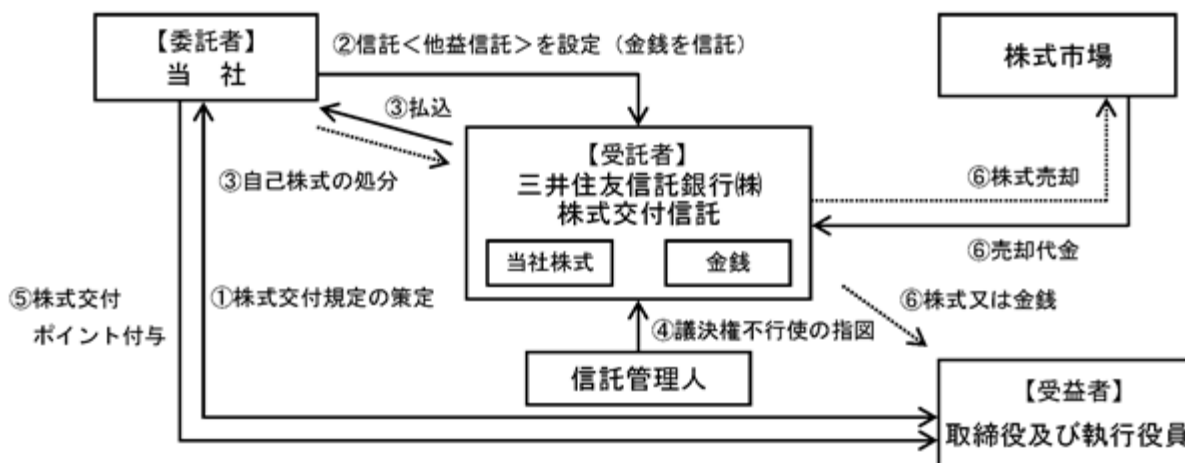 【委託者】
当　社
②信託<他益信託>を設定（金銭を信託）
株式市場
③払込
③自己株式の処分
【受託者】
三井住友信託銀行㈱
株式交付信託
当社株式
金銭
⑥株式売却
⑥売却代金
⑤株式交付
ポイント付与
①株式交付規定の策定
④議決権不行使の指図
⑥株式又は金銭
信託管理人
【受益者】
取締役及び執行役員